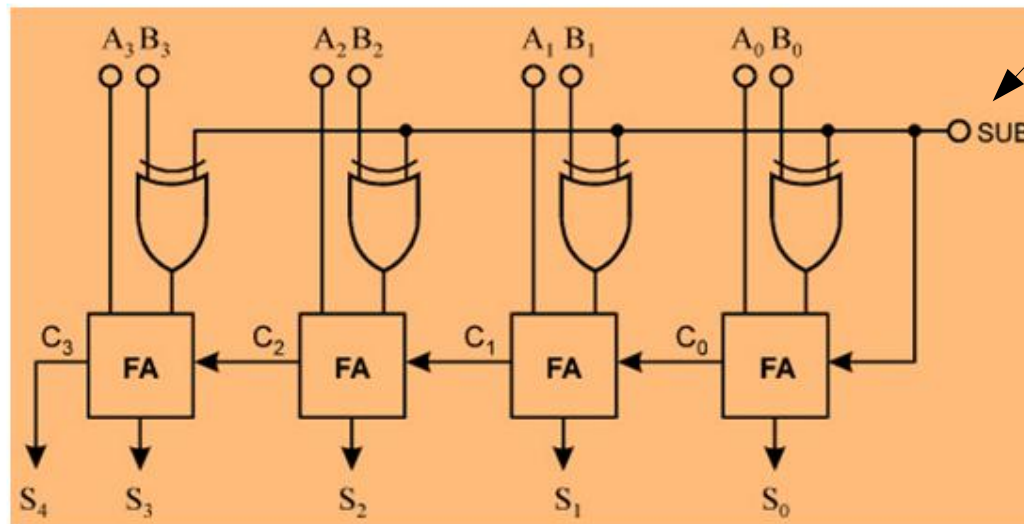 A₃ B₃ A₂ B₂ A₁ B₁ A₀ B₀
SUB
C₃ FA C₂ FA C₁ FA C₀ FA
S₄ S₃ S₂ S₁ S₀